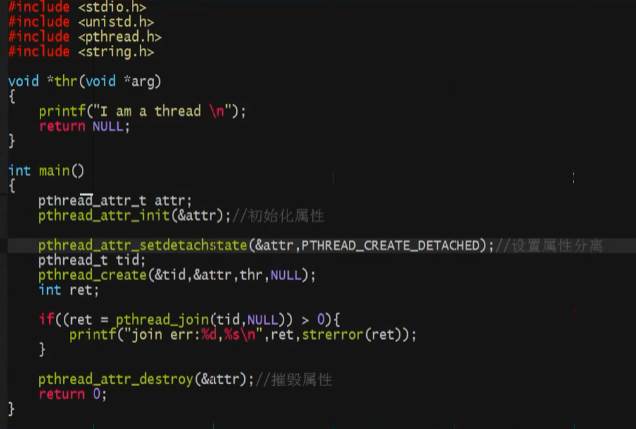 #include <stdio.h>
#include <unistd.h>
#include <pthread.h>
#include <string.h>
void *thr(void *arg)
{
printf("I am a thread \n");
return NULL;
}
int main()
{
pthread_attr_t attr;
pthread_attr_init(&attr);//初始化属性
pthread_attr_setdetachstate(&attr,PTHREAD_CREATE_DETACHED);//设置属性分离
pthread_t tid;
pthread_create(&tid,&attr,thr,NULL);
int ret;
if((ret = pthread_join(tid,NULL)) > 0){
printf("join err:%d,%s\n",ret,strerror(ret));
}
pthread_attr_destroy(&attr);//摧毁属性
return 0;
}